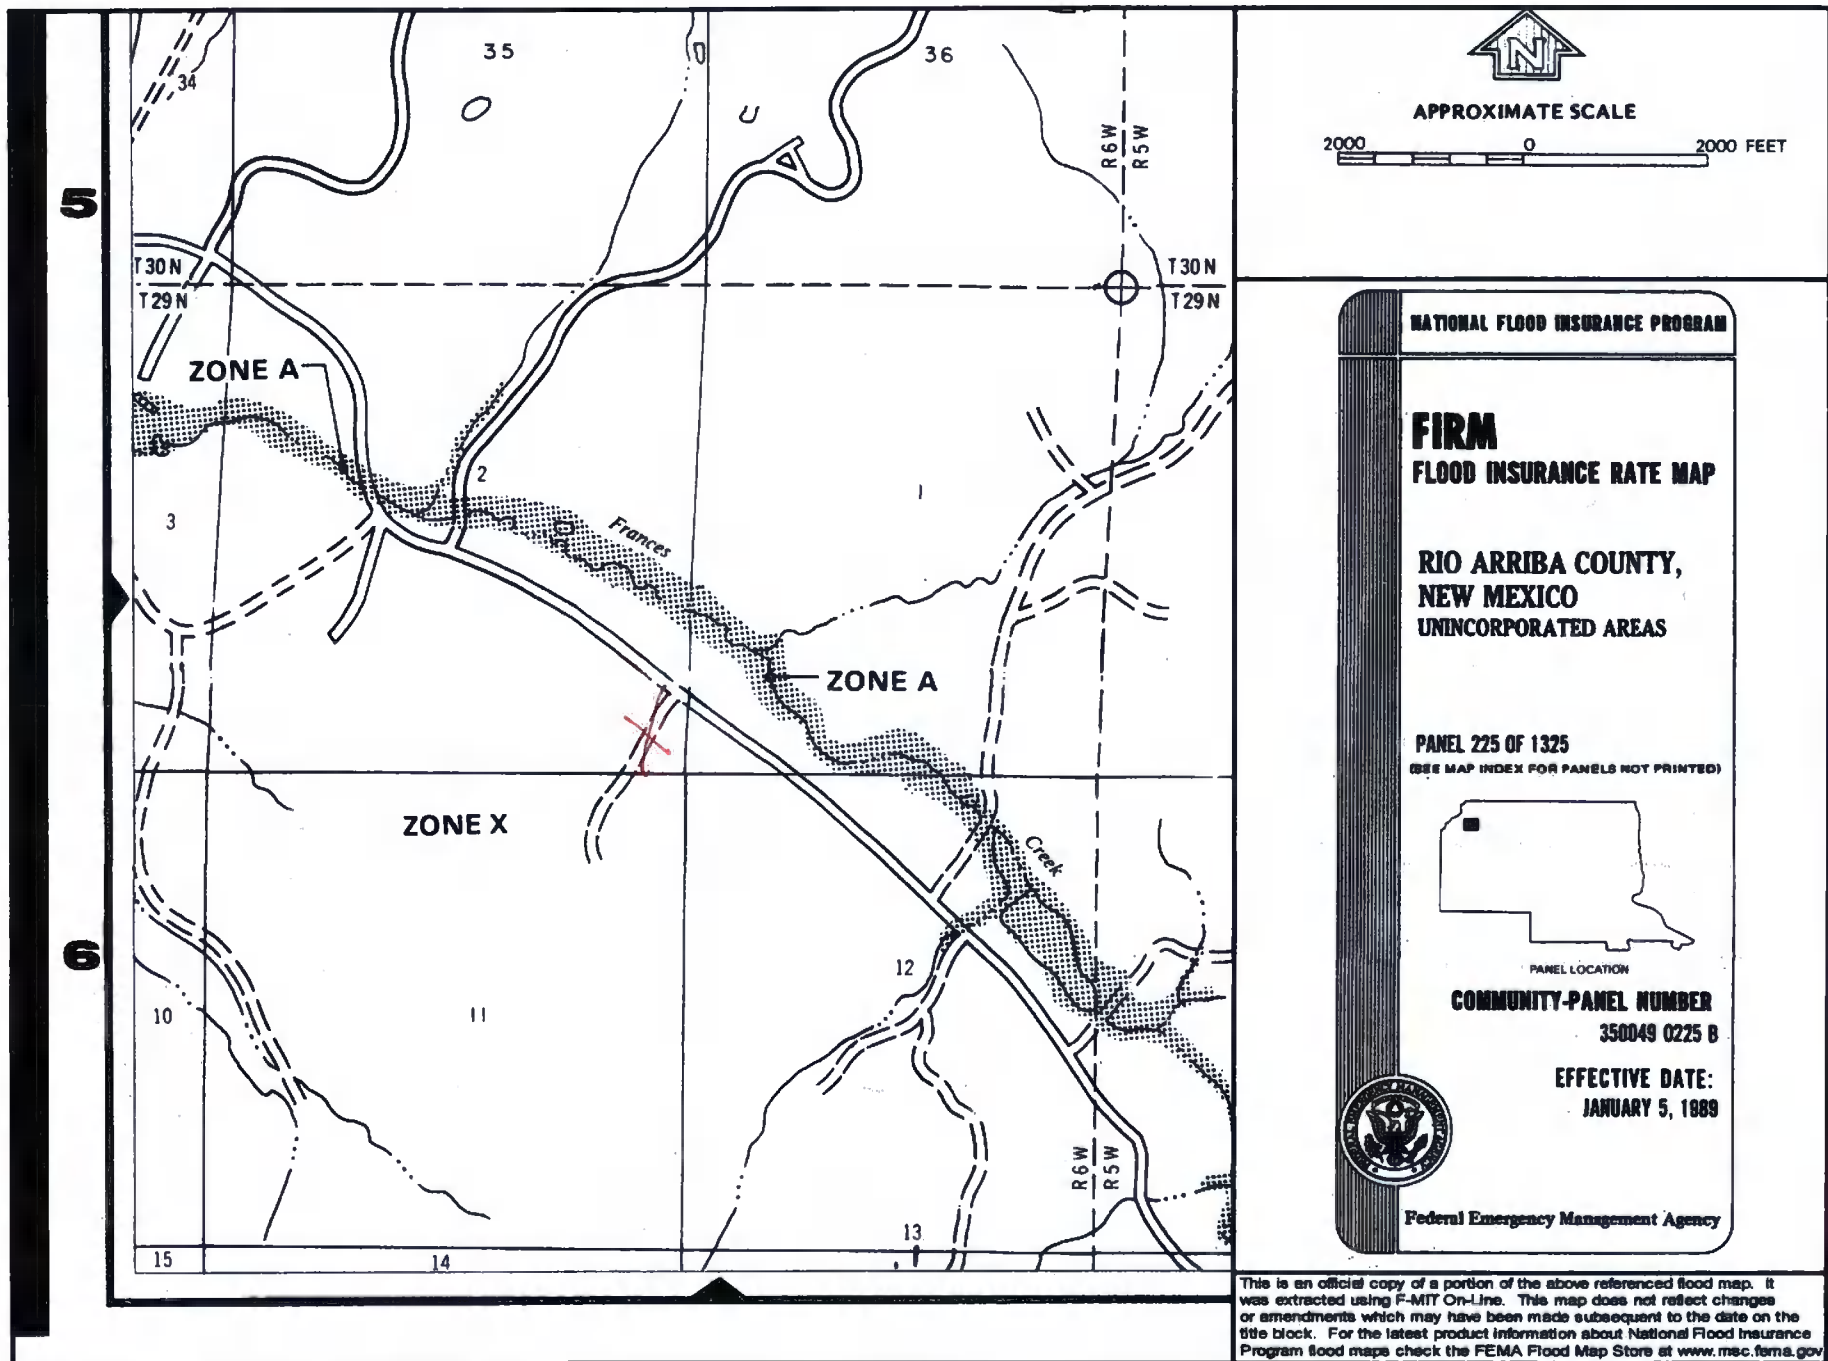 35
36
34
5
R6W
R5W
T30N
T29N
T30N
T29N
ZONE A
2
3
1
Frances
ZONE A
ZONE X
Creek
6
12
10
11
R6W
R5W
13
15
14
N
APPROXIMATE SCALE
2000 0 2000 FEET
NATIONAL FLOOD INSURANCE PROGRAM
FIRM
FLOOD INSURANCE RATE MAP
RIO ARRIBA COUNTY,
NEW MEXICO
UNINCORPORATED AREAS
PANEL 225 OF 1325
(SEE MAP INDEX FOR PANELS NOT PRINTED)
PANEL LOCATION
COMMUNITY-PANEL NUMBER
350049 0225 B
EFFECTIVE DATE:
JANUARY 5, 1989
FEDERAL EMERGENCY MANAGEMENT AGENCY
Federal Emergency Management Agency
This is an official copy of a portion of the above referenced flood map. It
was extracted using F-MIT On-Line. This map does not reflect changes
or amendments which may have been made subsequent to the date on the
title block. For the latest product information about National Flood Insurance
Program flood maps check the FEMA Flood Map Store at www.msc.fema.gov